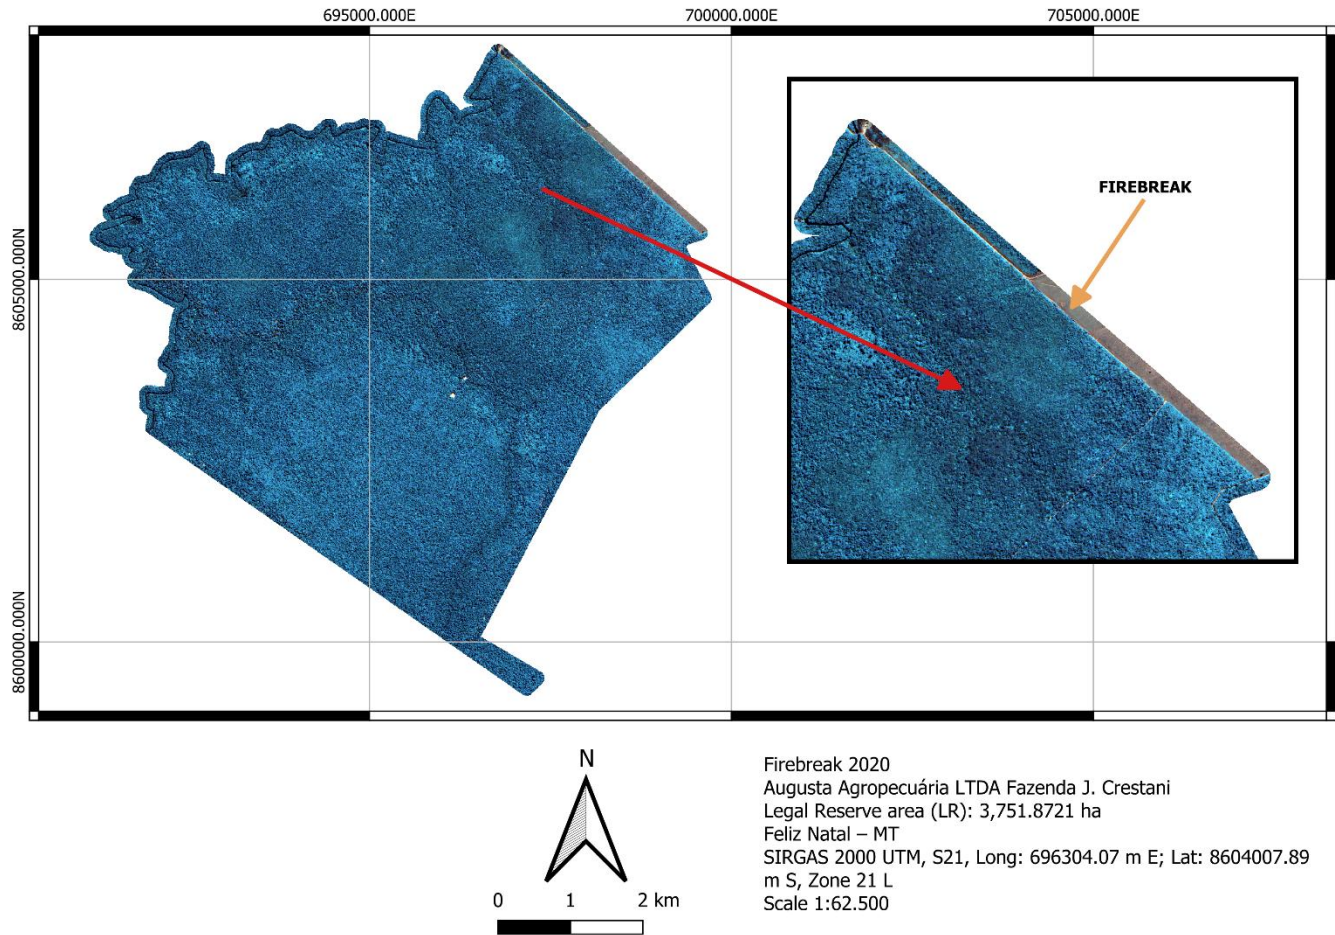 695000.000E
700000.000E
705000.000E
8605000.000N
8600000.000N
FIREBREAK
N
0 1 2 km
Firebreak 2020
Augusta Agropecuária LTDA Fazenda J. Crestani
Legal Reserve area (LR): 3,751.8721 ha
Feliz Natal – MT
SIRGAS 2000 UTM, S21, Long: 696304.07 m E; Lat: 8604007.89
m S, Zone 21 L
Scale 1:62.500